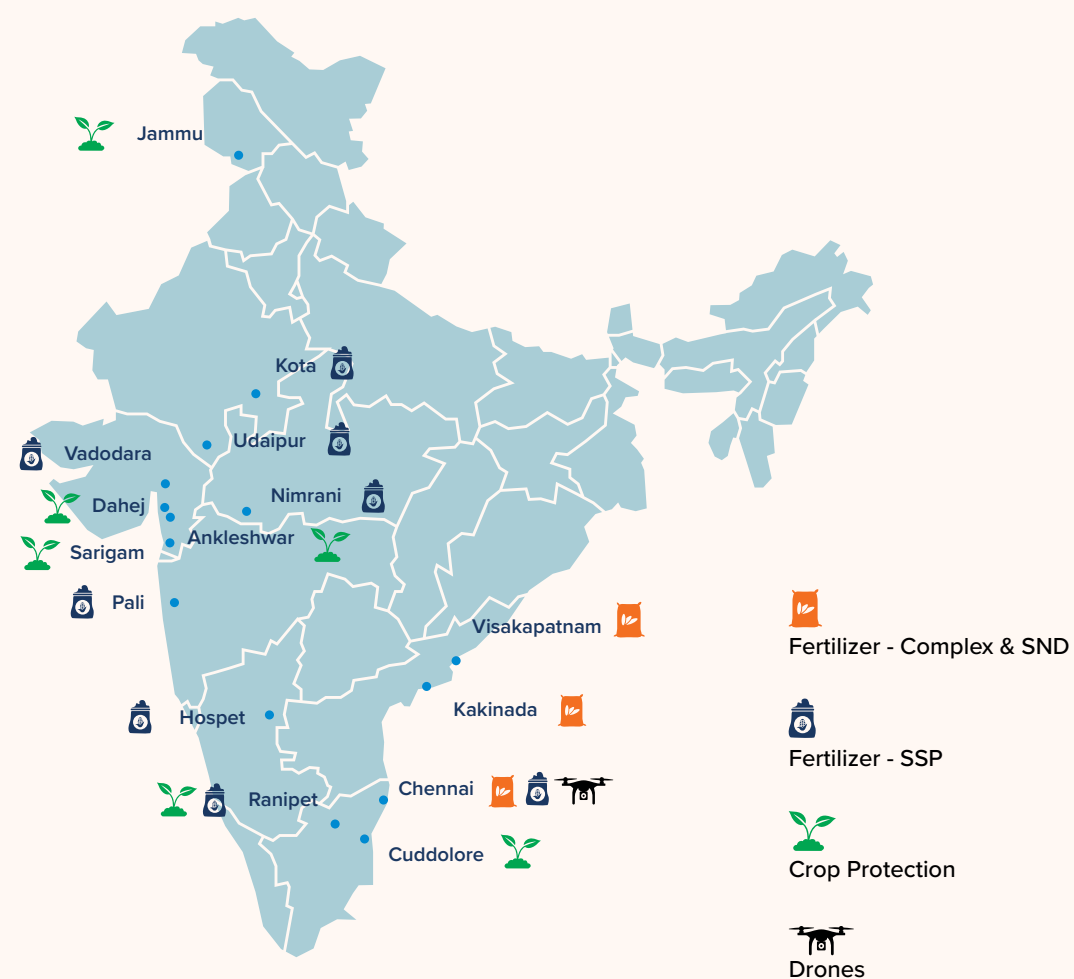 Jammu
Kota
Udaipur
Vadodara
Nimrani
Dahej
Ankleshwar
Sarigam
Pali
Visakapatnam
Kakinada
Hospet
Chennai
Ranipet
Cuddolore
Fertilizer - Complex & SND
Fertilizer - SSP
Crop Protection
Drones